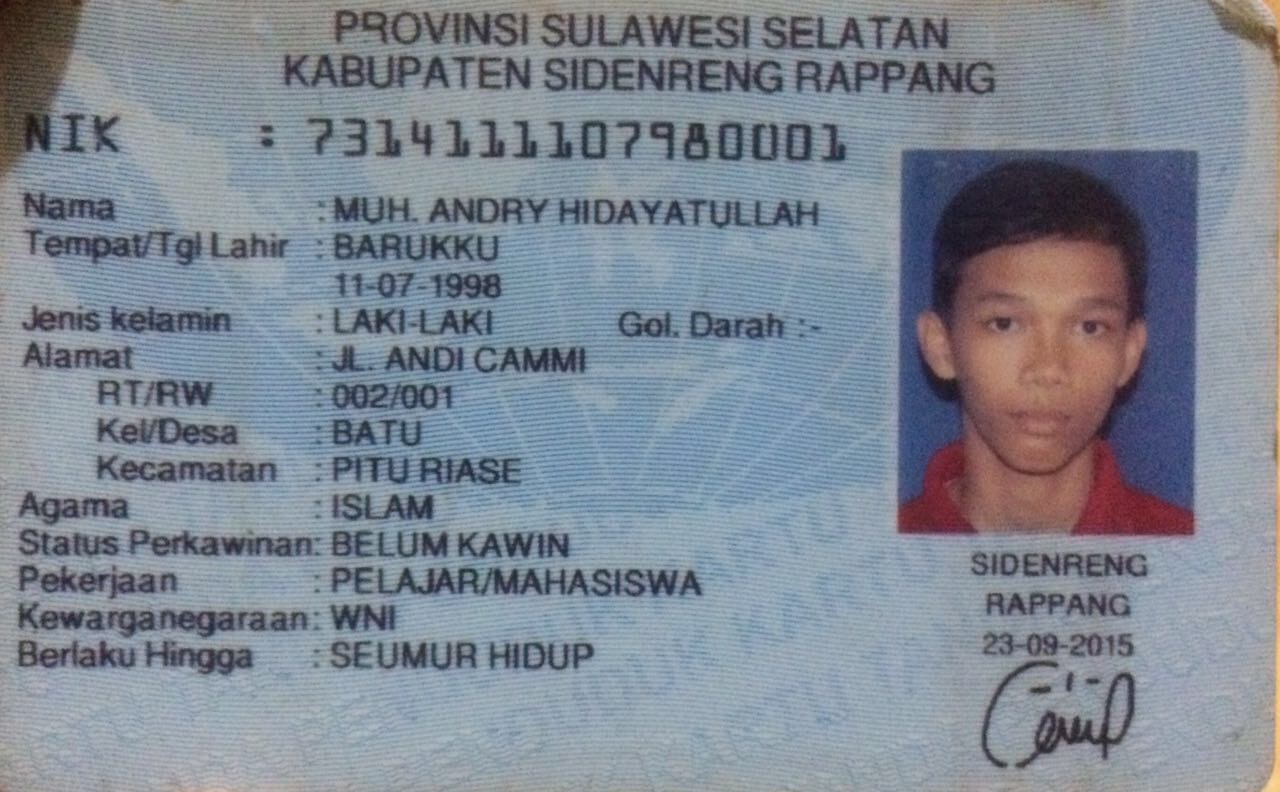 PROVINSI SULAWESI SELATAN
KABUPATEN SIDENRENG RAPPANG
NIK : 7314111107980001
Nama : MUH. ANDRY HIDAYATULLAH
Tempat/Tgl Lahir : BARUKKU
11-07-1998
Jenis kelamin : LAKI-LAKI Gol. Darah :-
Alamat : JL. ANDI CAMMI
RT/RW : 002/001
Kel/Desa : BATU
Kecamatan : PITU RIASE
Agama : ISLAM
Status Perkawinan: BELUM KAWIN
Pekerjaan : PELAJAR/MAHASISWA
Kewarganegaraan: WNI
Berlaku Hingga : SEUMUR HIDUP
SIDENRENG
RAPPANG
23-09-2015